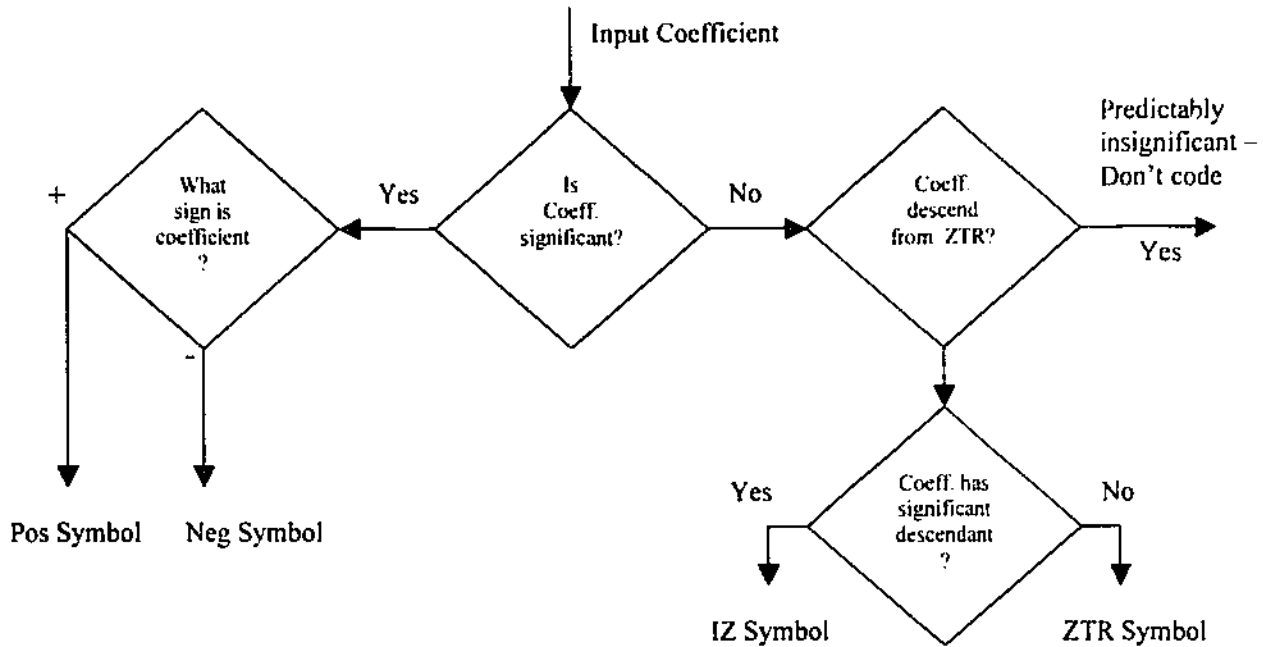 Input Coefficient
Predictably
insignificant –
Don't code
+
What
sign is
coefficient
?
Yes
Is
Coeff.
significant?
No
Coeff.
descend
from ZTR?
Yes
-
Pos Symbol
Neg Symbol
Yes
Coeff. has
significant
descendant
?
No
IZ Symbol
ZTR Symbol